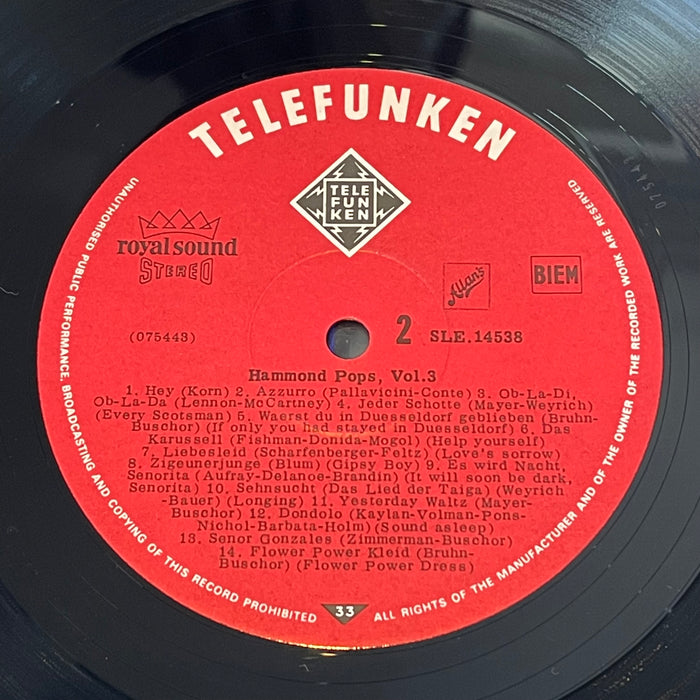 TELEFUNKEN
TELE
FUN
KEN
royal sound
STEREO
Allan's
BIEM
(075443)
2
SLE.14538
Hammond Pops, Vol.3
1. Hey (Korn) 2. Azzurro (Pallavicini-Conte) 3. Ob-La-Di,
Ob-La-Da (Lennon-McCartney) 4. Jeder Schotte (Mayer-Weyrich)
(Every Scotsman) 5. Waerst du in Duesseldorf geblieben (Bruhn-
Buschor) (If only you had stayed in Duesseldorf) 6. Das
Karussell (Fishman-Donida-Mogol) (Help yourself)
7. Liebesleid (Scharfenberger-Feltz) (Love's sorrow)
8. Zigeunerjunge (Blum) (Gipsy Boy) 9. Es wird Nacht,
Senorita (Aufray-Delanoe-Brandin) (It will soon be dark,
Senorita) 10. Sehnsucht (Das Lied der Taiga) (Weyrich
-Bauer) (Longing) 11. Yesterday Waltz (Mayer-
Buschor) 12. Dondolo (Kaylan-Volman-Pons-
Nichol-Barbata-Holm) (Sound asleep)
13. Senor Gonzales (Zimmerman-Buschor)
14. Flower Power Kleid (Bruhn-
Buschor) (Flower Power Dress)
33
UNAUTHORISED PUBLIC PERFORMANCE, BROADCASTING AND COPYING OF THIS RECORD PROHIBITED
ALL RIGHTS OF THE MANUFACTURER AND OF THE OWNER OF THE RECORDED WORK ARE RESERVED